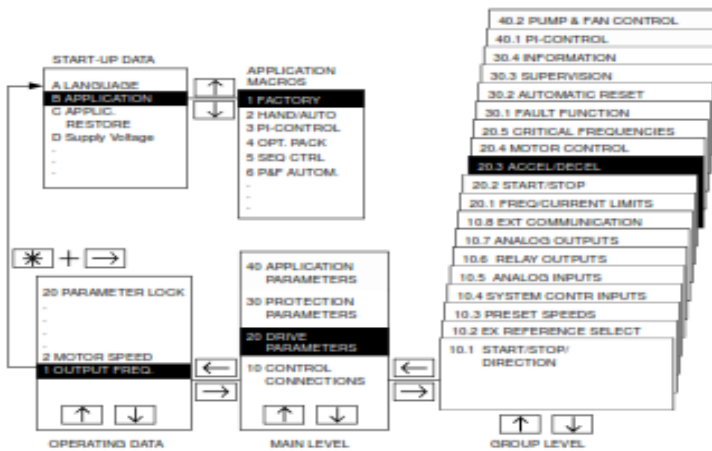 START-UP DATA
A LANGUAGE
B APPLICATION
C APPLIC.
RESTORE
D Supply Voltage
APPLICATION
MACROS
1 FACTORY
2 HAND/AUTO
3 PI-CONTROL
4 OPT. PACK
5 SEQ CTRL
6 P&F AUTOM.
40.2 PUMP & FAN CONTROL
40.1 PI-CONTROL
30.4 INFORMATION
30.3 SUPERVISION
30.2 AUTOMATIC RESET
30.1 FAULT FUNCTION
20.5 CRITICAL FREQUENCIES
20.4 MOTOR CONTROL
20.3 ACCEL/DECEL
20.2 START/STOP
20.1 FREQ/CURRENT LIMITS
10.8 EXT COMMUNICATION
10.7 ANALOG OUTPUTS
10.6 RELAY OUTPUTS
10.5 ANALOG INPUTS
10.4 SYSTEM CONTR INPUTS
10.3 PRESET SPEEDS
10.2 EX REFERENCE SELECT
10.1 START/STOP/
DIRECTION
GROUP LEVEL
20 PARAMETER LOCK
2 MOTOR SPEED
1 OUTPUT FREQ.
OPERATING DATA
40 APPLICATION
PARAMETERS
30 PROTECTION
PARAMETERS
20 DRIVE
PARAMETERS
10 CONTROL
CONNECTIONS
MAIN LEVEL